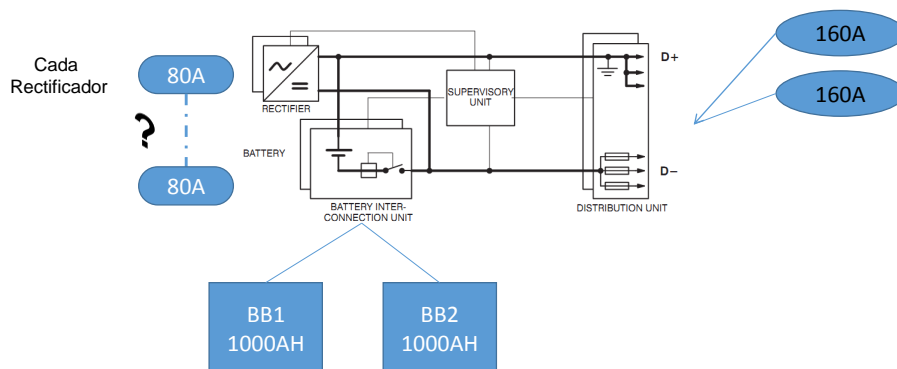 Cada
Rectificador
80A
?
80A
RECTIFIER
SUPERVISORY
UNIT
BATTERY
BATTERY INTER-
CONNECTION UNIT
D+
D−
DISTRIBUTION UNIT
160A
160A
BB1
1000AH
BB2
1000AH